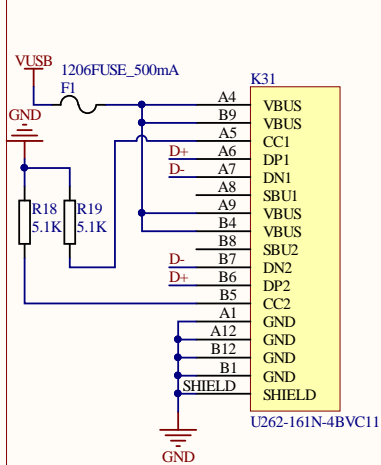 VUSB
1206FUSE_500mA
F1
GND
R18
5.1K
R19
5.1K
K31
A4 VBUS
B9 VBUS
A5 CC1
D+ A6 DP1
D- A7 DN1
A8 SBU1
A9 VBUS
B4 VBUS
B8 SBU2
D- B7 DN2
D+ B6 DP2
B5 CC2
A1 GND
A12 GND
B12 GND
B1 GND
SHIELD SHIELD
U262-161N-4BVC11
GND